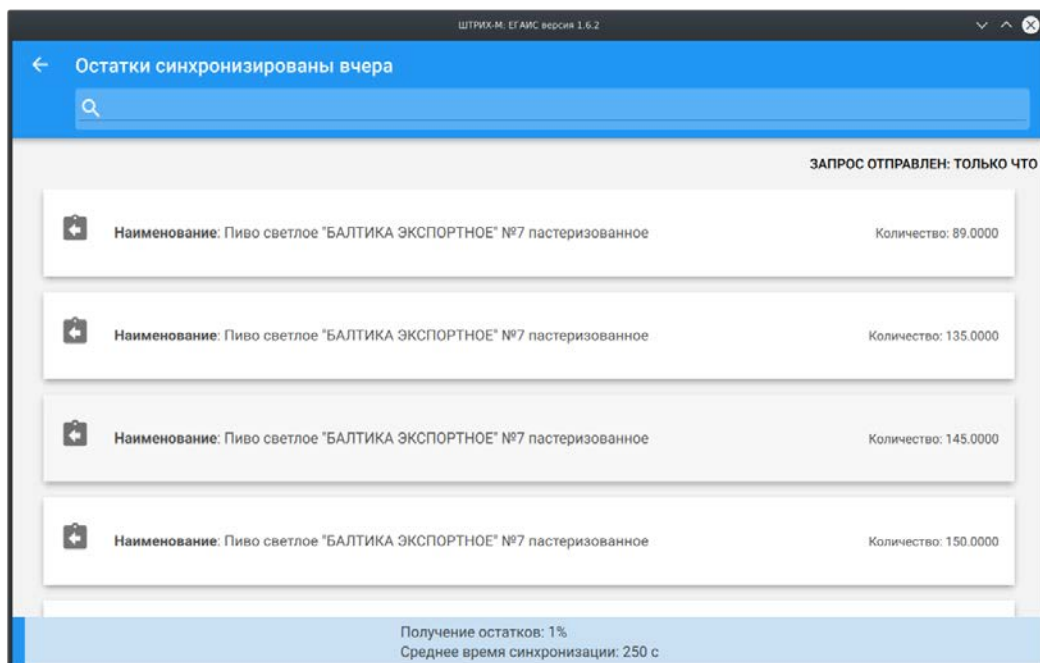 ШТРИХ-М: ЕГАИС версия 1.6.2
Остатки синхронизированы вчера
ЗАПРОС ОТПРАВЛЕН: ТОЛЬКО ЧТО
Наименование: Пиво светлое "БАЛТИКА ЭКСПОРТНОЕ" №7 пастеризованное Количество: 89.0000
Наименование: Пиво светлое "БАЛТИКА ЭКСПОРТНОЕ" №7 пастеризованное Количество: 135.0000
Наименование: Пиво светлое "БАЛТИКА ЭКСПОРТНОЕ" №7 пастеризованное Количество: 145.0000
Наименование: Пиво светлое "БАЛТИКА ЭКСПОРТНОЕ" №7 пастеризованное Количество: 150.0000
Получение остатков: 1%
Среднее время синхронизации: 250 с